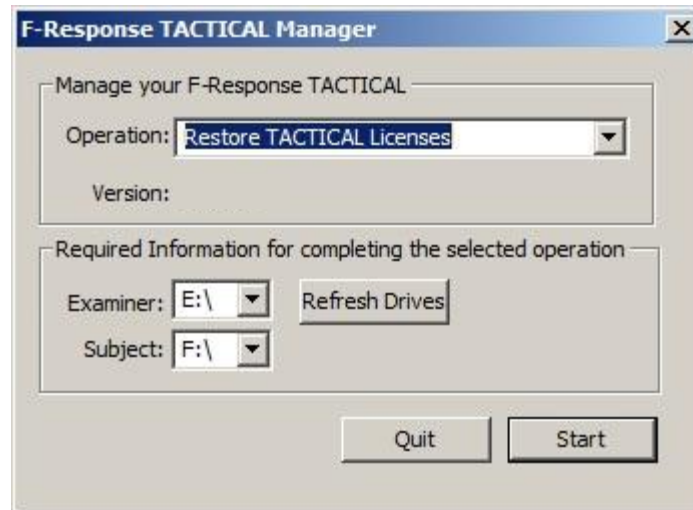 F-Response TACTICAL Manager
Manage your F-Response TACTICAL
Operation: Restore TACTICAL Licenses
Version:
Required Information for completing the selected operation
Examiner: E:\ Refresh Drives
Subject: F:\
Quit Start